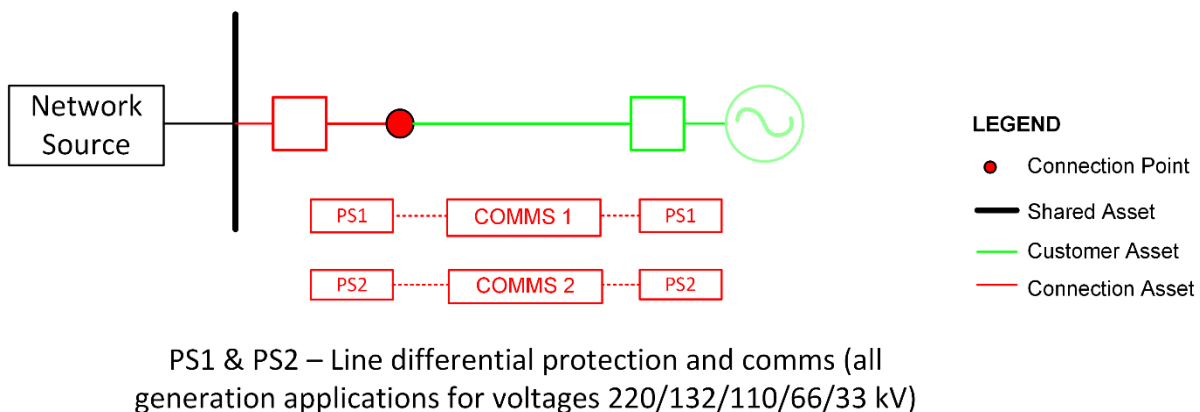 Network
Source
LEGEND
Connection Point
Shared Asset
Customer Asset
Connection Asset
PS1 COMMS 1 PS1
PS2 COMMS 2 PS2
PS1 & PS2 – Line differential protection and comms (all
generation applications for voltages 220/132/110/66/33 kV)